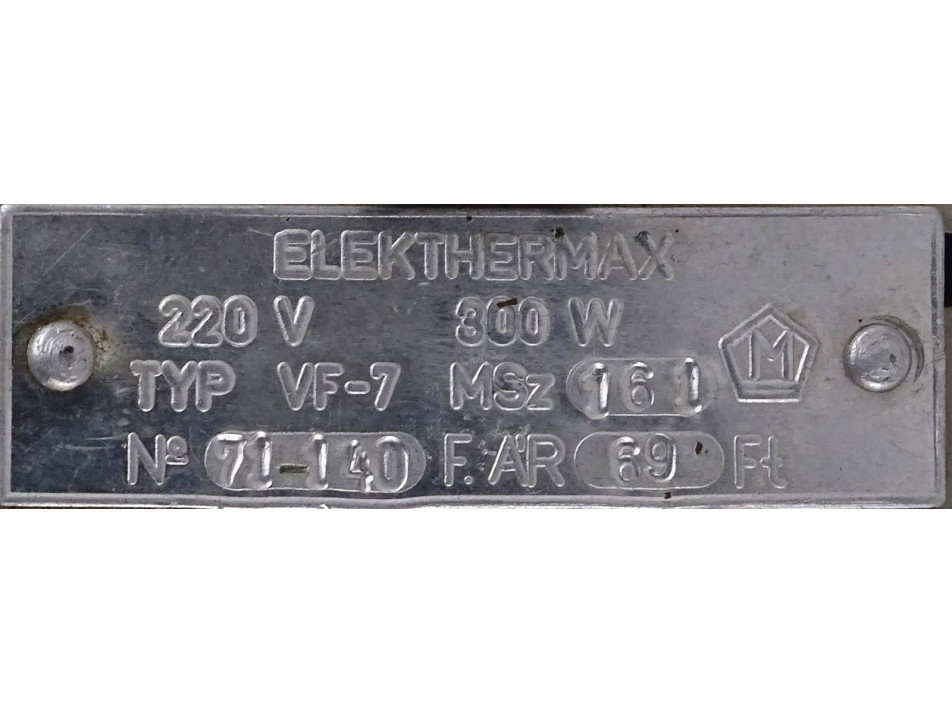 ELEKTHERMAX
220 V 300 W
TYP VF-7 MSz 161 M
Nº 71-140 F. ÁR 69 Ft